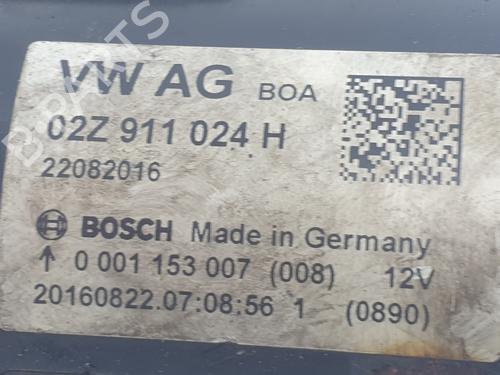 B-PARTS
VW AG BOA
02Z 911 024 H
22082016
BOSCH Made in Germany
↑ 0 001 153 007 (008) 12V
20160822.07:08:56 1 (0890)